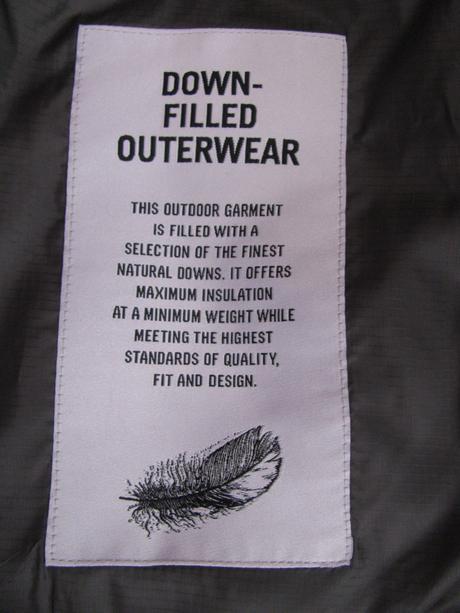 DOWN-
FILLED
OUTERWEAR
THIS OUTDOOR GARMENT
IS FILLED WITH A
SELECTION OF THE FINEST
NATURAL DOWNS. IT OFFERS
MAXIMUM INSULATION
AT A MINIMUM WEIGHT WHILE
MEETING THE HIGHEST
STANDARDS OF QUALITY,
FIT AND DESIGN.